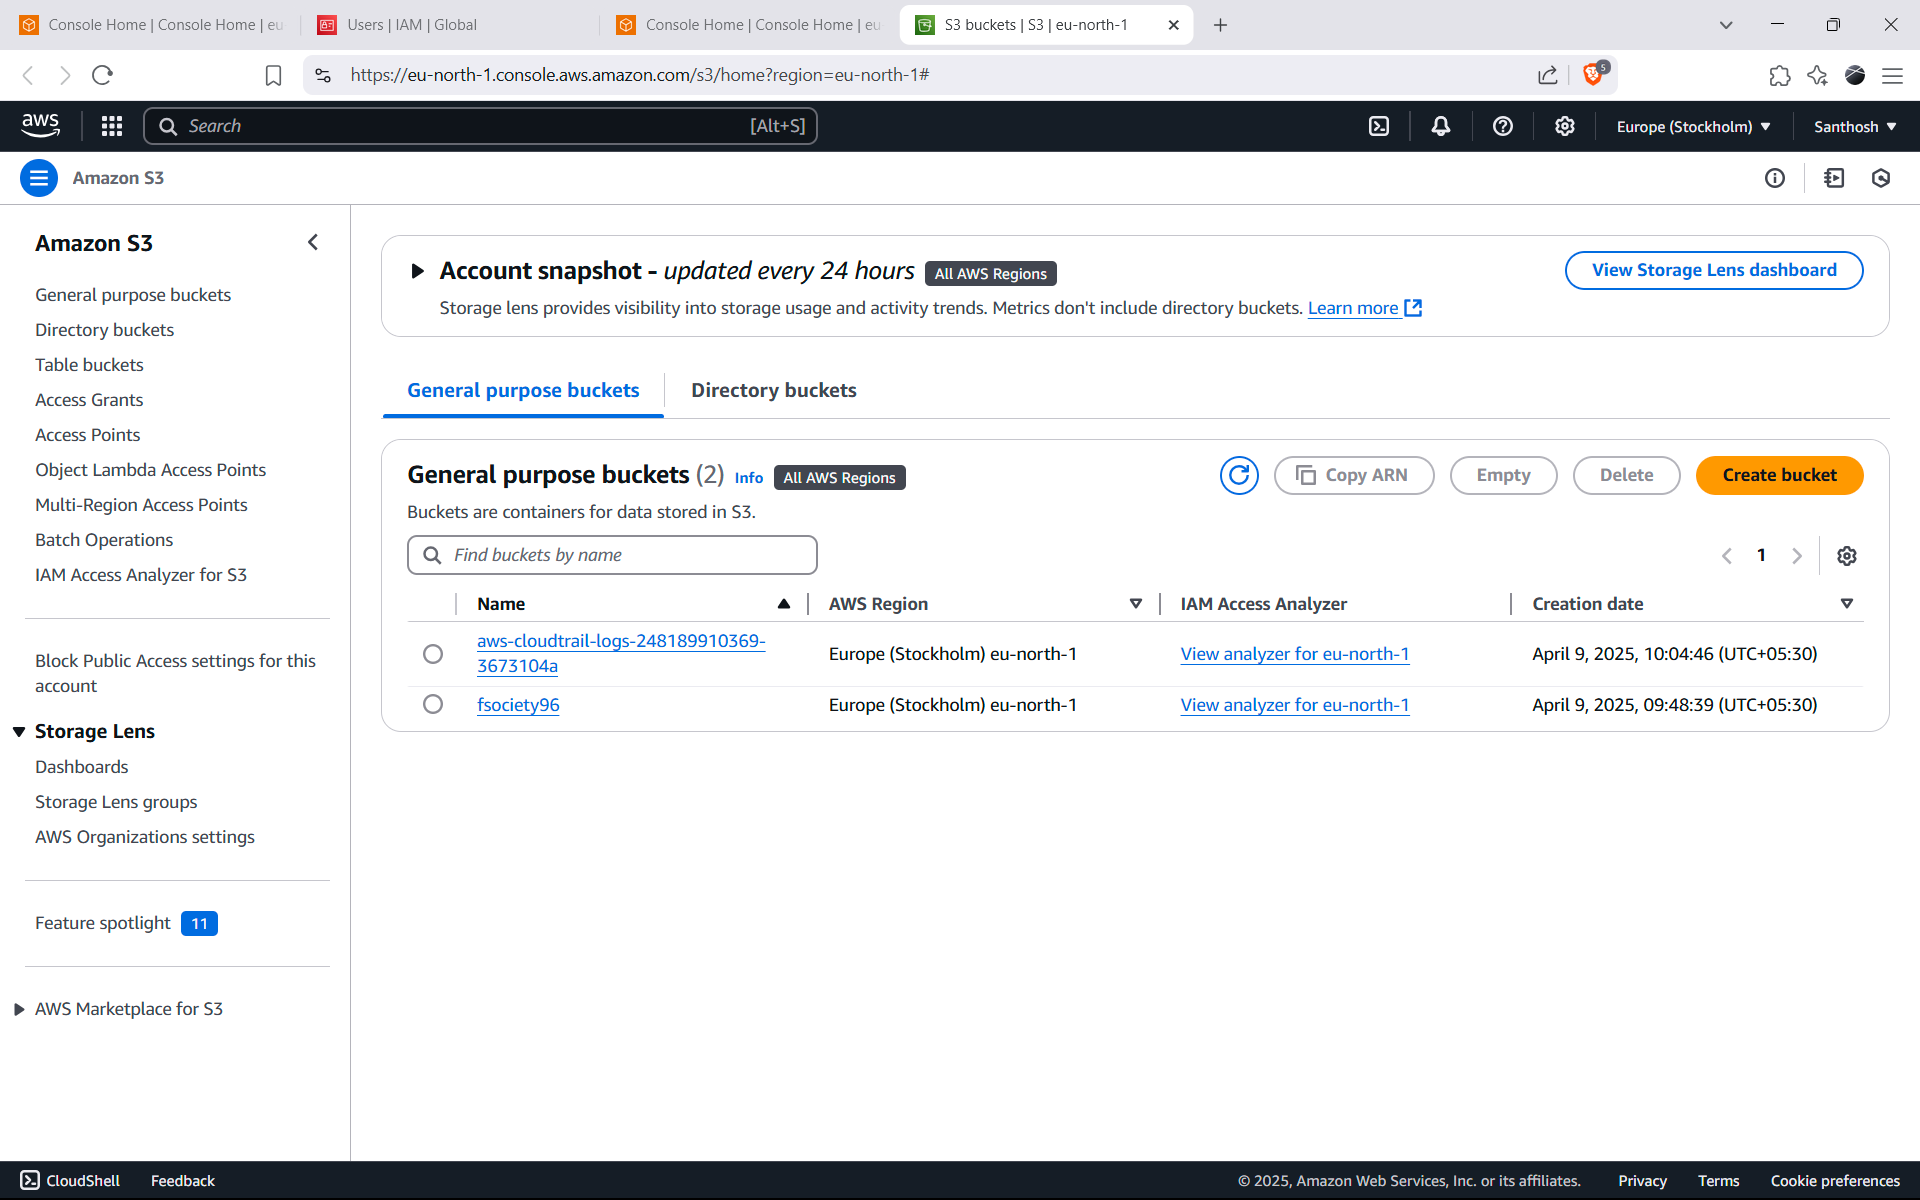 Console Home | Console Home | eu
Users | IAM | Global
Console Home | Console Home | eu
S3 buckets | S3 | eu-north-1
https://eu-north-1.console.aws.amazon.com/s3/home?region=eu-north-1#
5
aws
Search
[Alt+S]
Europe (Stockholm)
Santhosh
Amazon S3
Amazon S3
General purpose buckets
Directory buckets
Table buckets
Access Grants
Access Points
Object Lambda Access Points
Multi-Region Access Points
Batch Operations
IAM Access Analyzer for S3
Block Public Access settings for this
account
Storage Lens
Dashboards
Storage Lens groups
AWS Organizations settings
Feature spotlight 11
AWS Marketplace for S3
Account snapshot - updated every 24 hours All AWS Regions
View Storage Lens dashboard
Storage lens provides visibility into storage usage and activity trends. Metrics don't include directory buckets. Learn more
General purpose buckets
Directory buckets
General purpose buckets (2) Info All AWS Regions
Copy ARN
Empty
Delete
Create bucket
Buckets are containers for data stored in S3.
Find buckets by name
1
Name AWS Region IAM Access Analyzer Creation date
aws-cloudtrail-logs-248189910369-
3673104a
Europe (Stockholm) eu-north-1 View analyzer for eu-north-1 April 9, 2025, 10:04:46 (UTC+05:30)
fsociety96 Europe (Stockholm) eu-north-1 View analyzer for eu-north-1 April 9, 2025, 09:48:39 (UTC+05:30)
CloudShell Feedback © 2025, Amazon Web Services, Inc. or its affiliates. Privacy Terms Cookie preferences